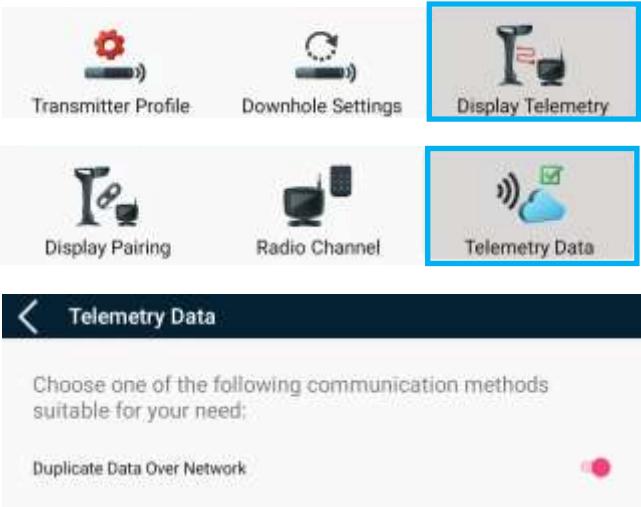 Transmitter Profile
Downhole Settings
Display Telemetry
Display Pairing
Radio Channel
Telemetry Data
Telemetry Data
Choose one of the following communication methods
suitable for your need:
Duplicate Data Over Network